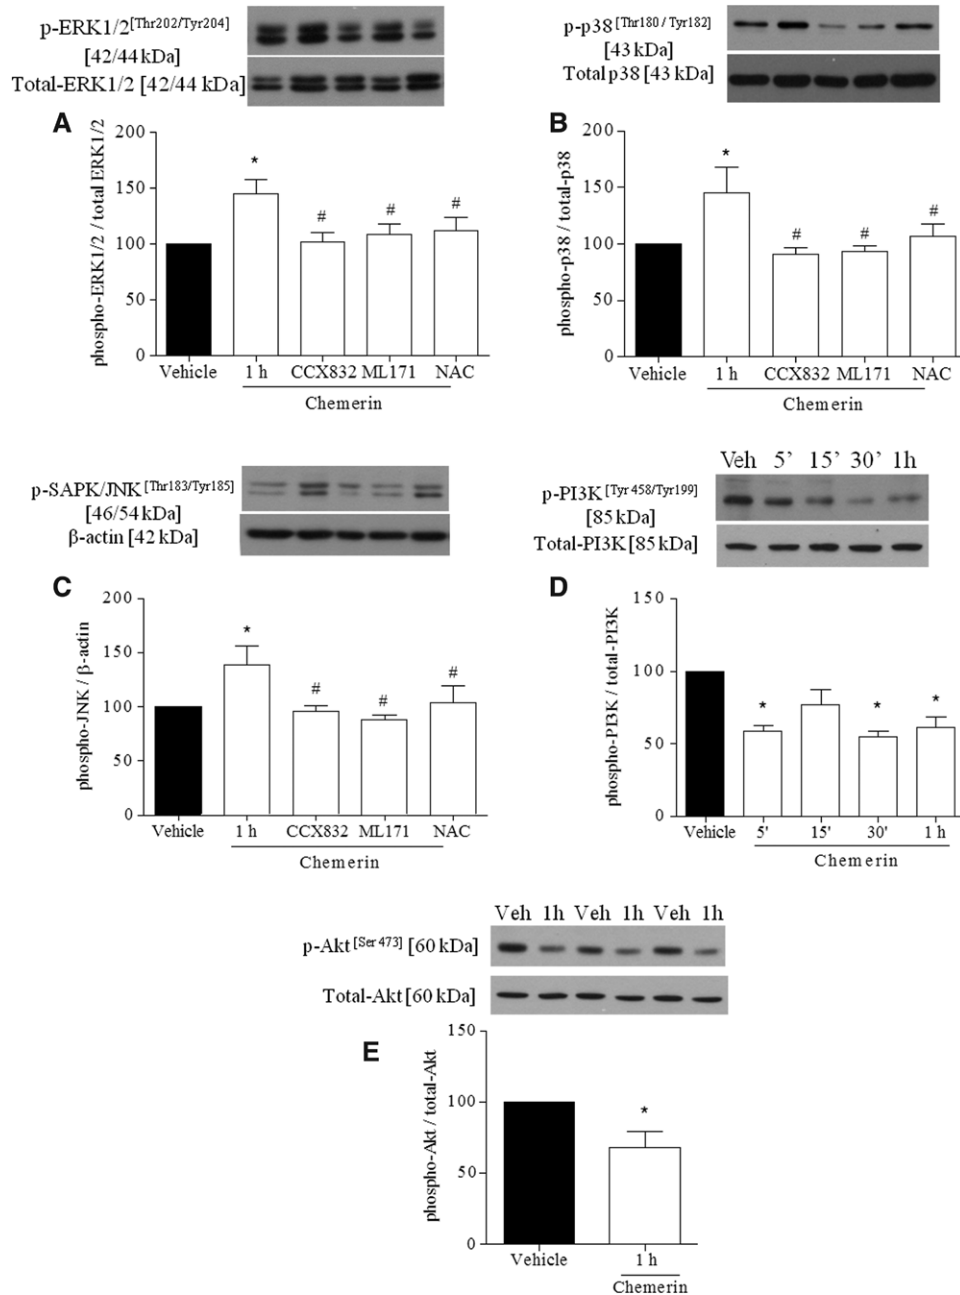 p-ERK1/2[Thr202/Tyr204]
[42/44 kDa]
Total-ERK1/2 [42/44 kDa]
A
phospho-ERK1/2 / total ERK1/2
200
150
100
50
0
*
#
#
#
Vehicle 1 h CCX832 ML171 NAC
Chemerin
p-p38 [Thr180 / Tyr182]
[43 kDa]
Total p38 [43 kDa]
B
phospho-p38 / total-p38
200
150
100
50
0
*
#
#
#
Vehicle 1 h CCX832 ML171 NAC
Chemerin
p-SAPK/JNK [Thr183/Tyr185]
[46/54 kDa]
β-actin [42 kDa]
C
phospho-JNK / β-actin
200
150
100
50
0
*
#
#
#
Vehicle 1 h CCX832 ML171 NAC
Chemerin
Veh 5’ 15’ 30’ 1h
p-PI3K [Tyr 458/Tyr199]
[85 kDa]
Total-PI3K [85 kDa]
D
phospho-PI3K / total-PI3K
150
100
50
0
*
*
*
Vehicle 5' 15' 30' 1 h
Chemerin
Veh 1h Veh 1h Veh 1h
p-Akt [Ser 473] [60 kDa]
Total-Akt [60 kDa]
E
phospho-Akt / total-Akt
150
100
50
0
*
Vehicle 1 h
Chemerin